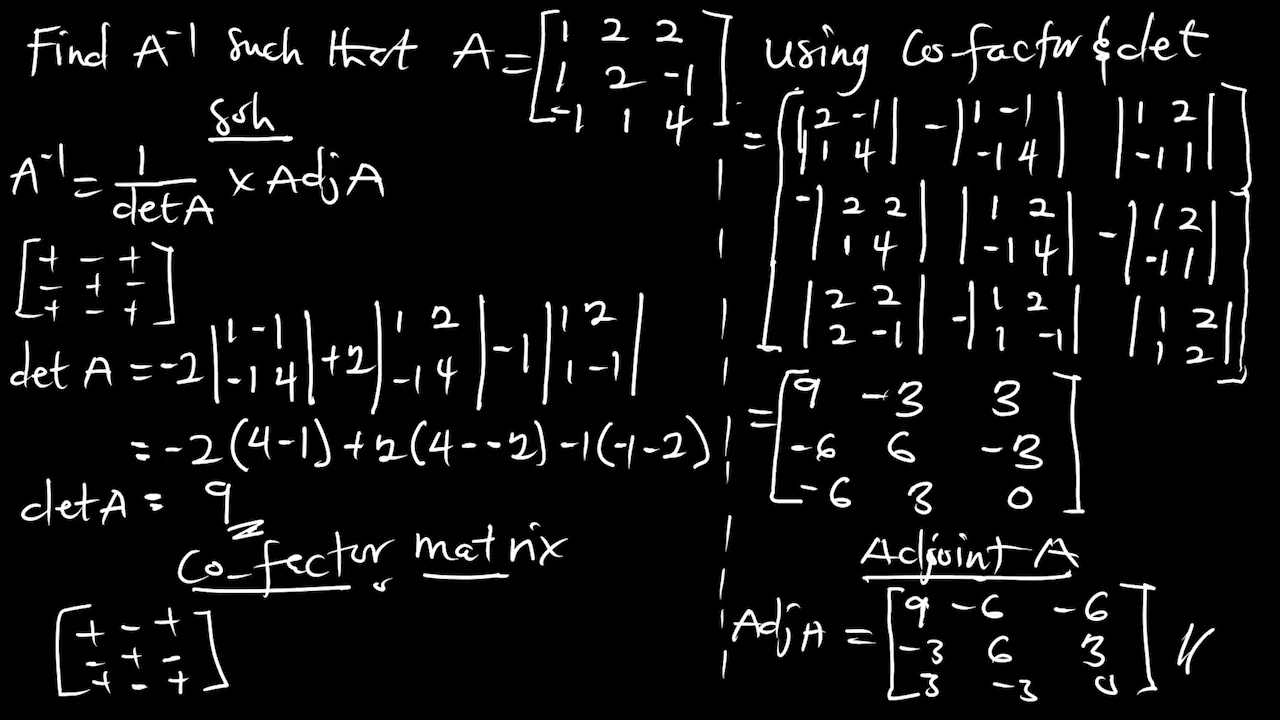 Find A⁻¹ such that A = [1 2 2
1 2 -1
-1 1 4] using Co-factor & det
soln
A⁻¹ = 1/detA x Adj A
[+ - +
- + -
+ - +]
det A = -2 |1 -1; -1 4| + 2 |1 2; -1 4| - 1 |1 2; 1 -1|
= -2(4-1) + 2(4--2) -1(-1-2)
detA = 9
Co-factor matrix
[+ - +
- + -
+ - +]
= [|2 -1; 1 4| -|1 -1; -1 4| |1 2; -1 1|
-|2 2; 1 4| |1 2; -1 4| -|1 2; -1 1|
|2 2; 2 -1| -|1 2; 1 -1| |1 2; 1 2|]
= [9 -3 3
-6 6 -3
-6 3 0]
Adjoint A
Adj A = [9 -6 -6
-3 6 3
3 -3 0]